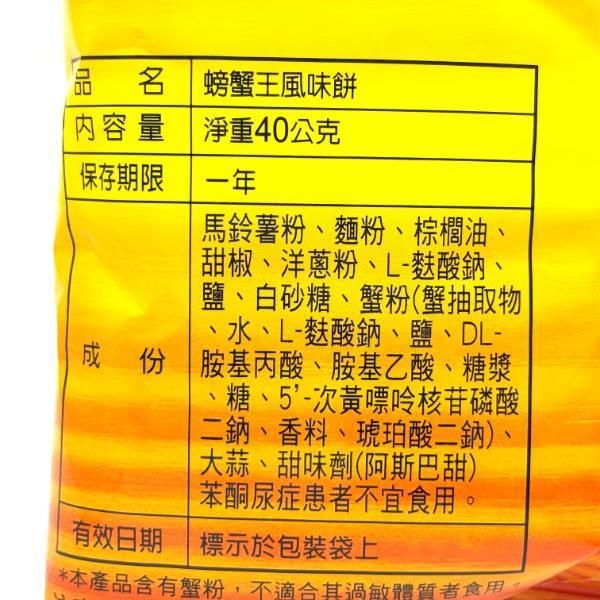 品名 螃蟹王風味餅
內容量 淨重40公克
保存期限 一年
成份 馬鈴薯粉、麵粉、棕櫚油、
甜椒、洋蔥粉、L-麩酸鈉、
鹽、白砂糖、蟹粉(蟹抽取物
、水、L-麩酸鈉、鹽、DL-
胺基丙酸、胺基乙酸、糖漿
、糖、5'-次黃嘌呤核苷磷酸
二鈉、香料、琥珀酸二鈉)、
大蒜、甜味劑(阿斯巴甜)
苯酮尿症患者不宜食用。
有效日期 標示於包裝袋上
*本產品含有蟹粉，不適合其過敏體質者食用。